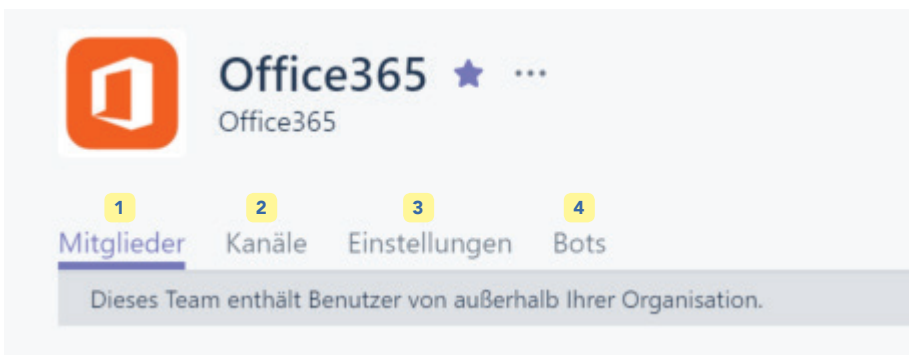 Office365
Office365
1 2 3 4
Mitglieder Kanäle Einstellungen Bots
Dieses Team enthält Benutzer von außerhalb Ihrer Organisation.